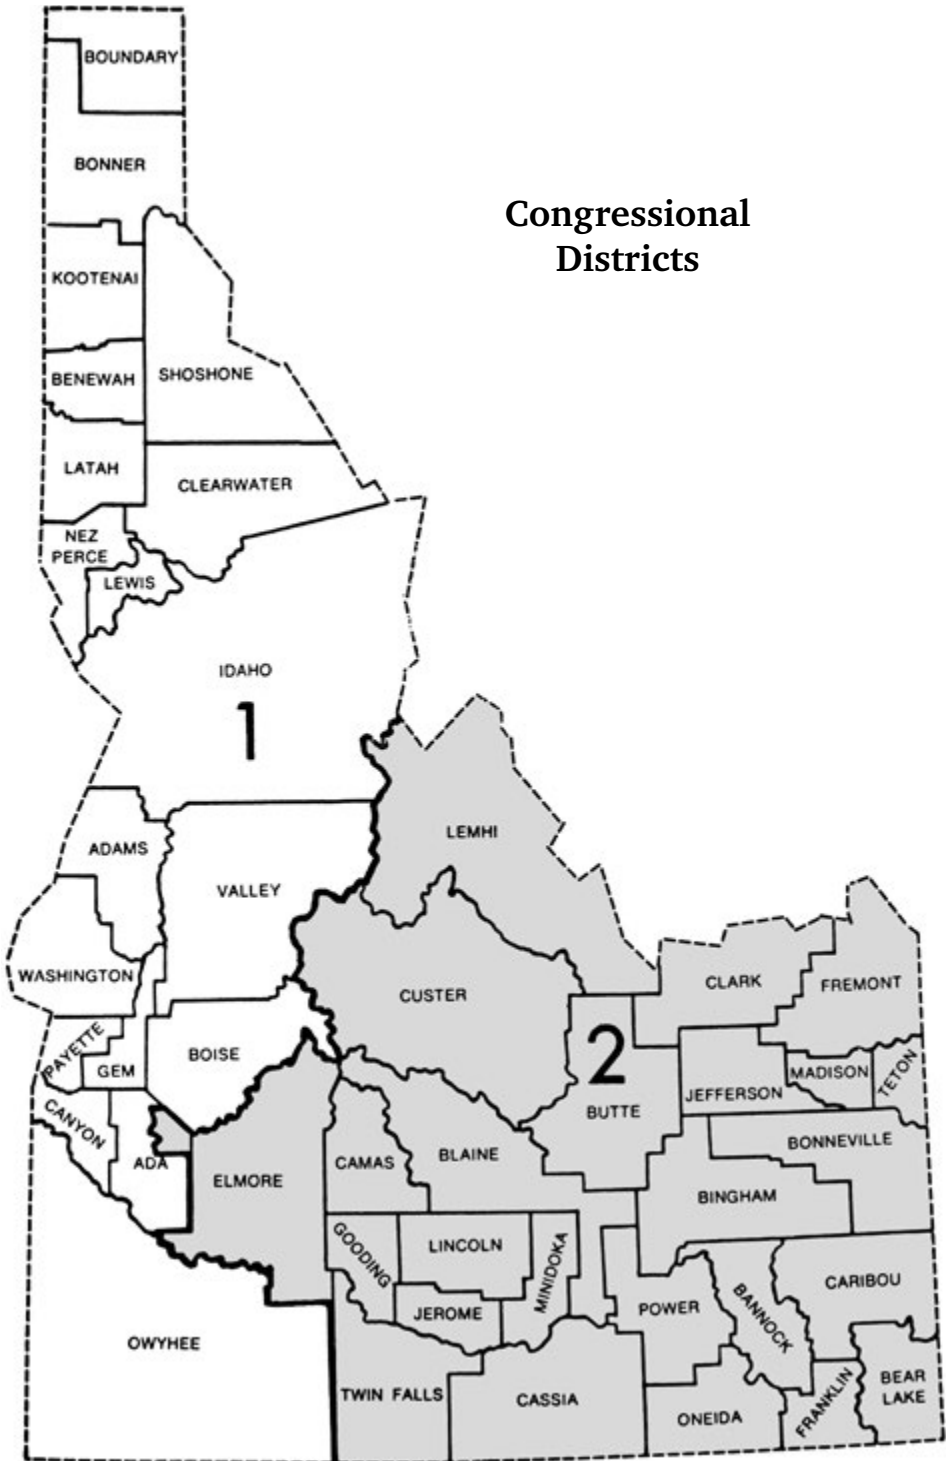 Congressional
Districts
BOUNDARY
BONNER
KOOTENAI
BENEWAH
SHOSHONE
LATAH
CLEARWATER
NEZ
PERCE
LEWIS
IDAHO
1
LEMHI
ADAMS
VALLEY
WASHINGTON
CUSTER
CLARK
FREMONT
PAYETTE
GEM
BOISE
2
BUTTE
JEFFERSON
MADISON
TETON
CANYON
ADA
ELMORE
CAMAS
BLAINE
BONNEVILLE
BINGHAM
GOODING
LINCOLN
MINIDOKA
JEROME
POWER
BANNOCK
CARIBOU
OWYHEE
TWIN FALLS
CASSIA
ONEIDA
FRANKLIN
BEAR
LAKE